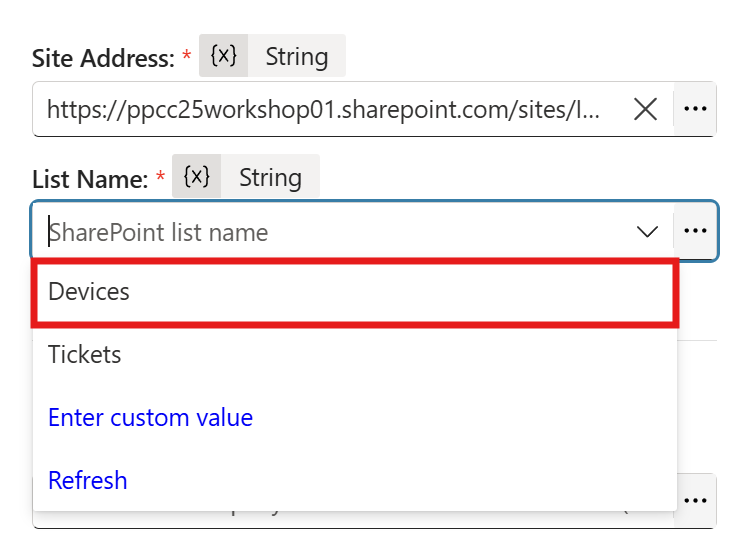 Site Address: * {x} String
https://ppcc25workshop01.sharepoint.com/sites/I...
List Name: * {x} String
SharePoint list name
Devices
Tickets
Enter custom value
Refresh